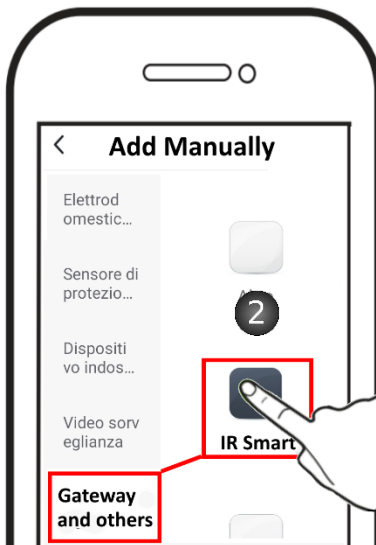 Add Manually
Elettrod
omestic...
Sensore di
protezio...
2
Dispositi
vo indos...
IR Smart
Video sorv
eglianza
Gateway
and others